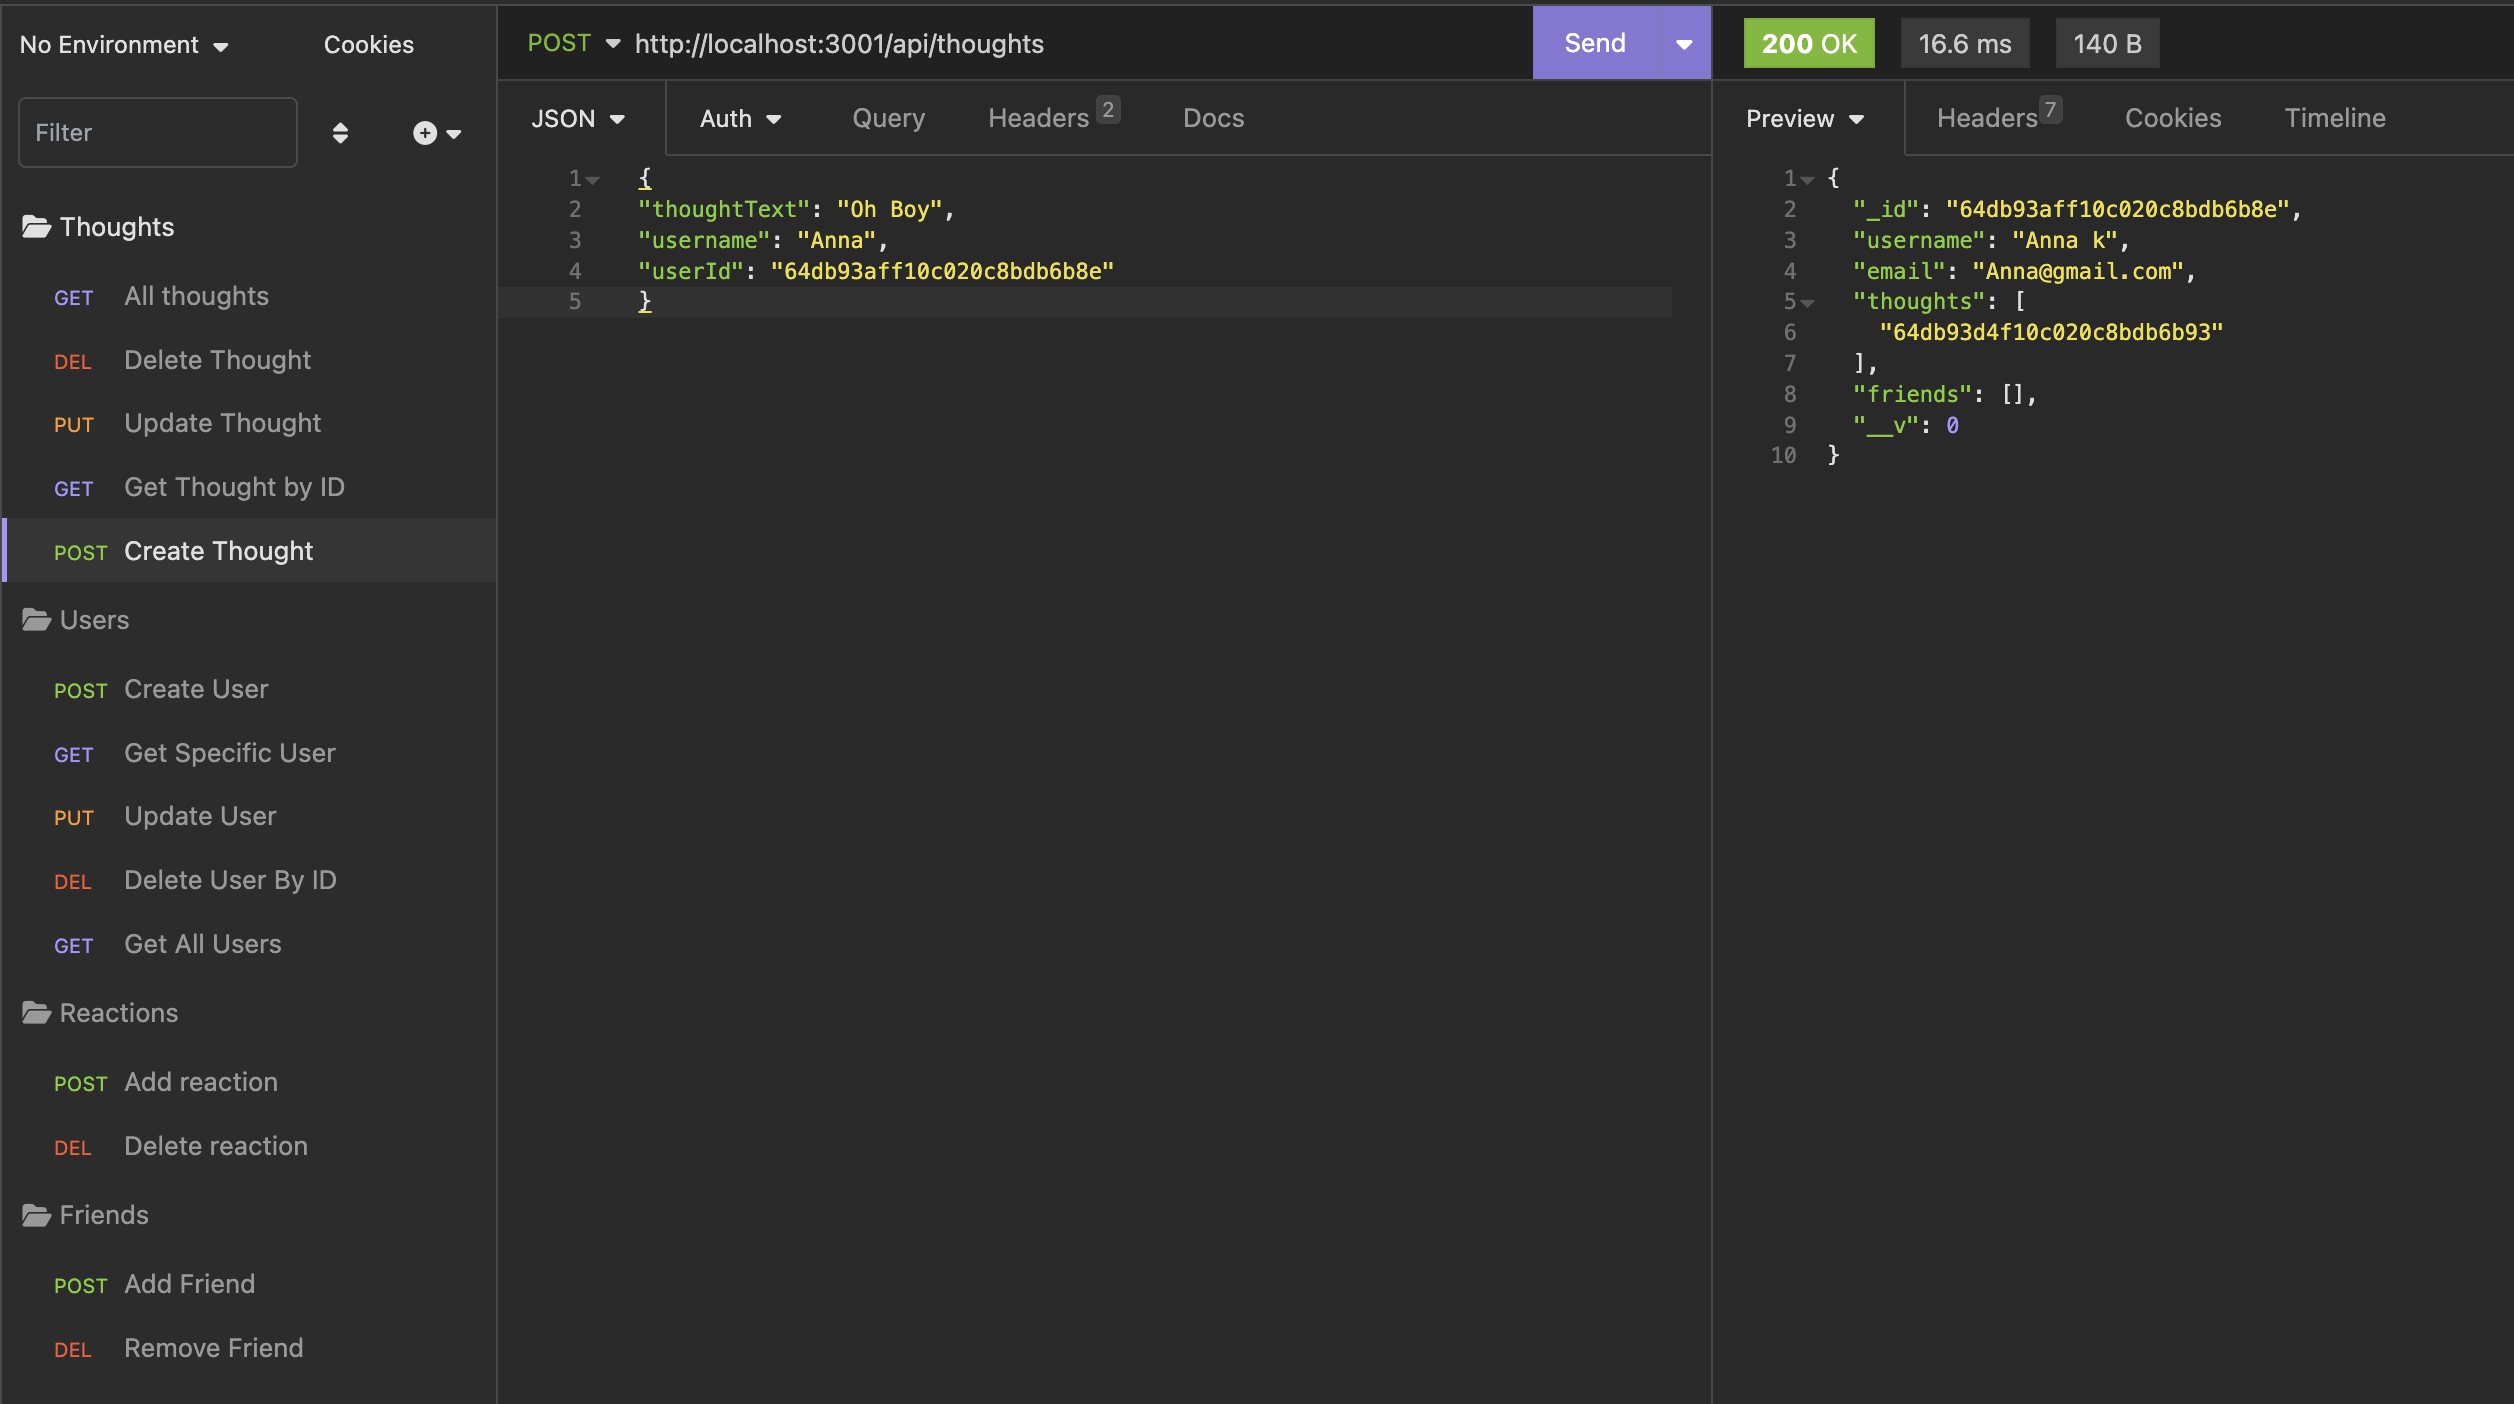 No Environment Cookies
Filter
Thoughts
GET All thoughts
DEL Delete Thought
PUT Update Thought
GET Get Thought by ID
POST Create Thought
Users
POST Create User
GET Get Specific User
PUT Update User
DEL Delete User By ID
GET Get All Users
Reactions
POST Add reaction
DEL Delete reaction
Friends
POST Add Friend
DEL Remove Friend
POST http://localhost:3001/api/thoughts Send
JSON Auth Query Headers 2 Docs
1 {
2 "thoughtText": "Oh Boy",
3 "username": "Anna",
4 "userId": "64db93aff10c020c8bdb6b8e"
5 }
200 OK 16.6 ms 140 B
Preview Headers 7 Cookies Timeline
1 {
2 "_id": "64db93aff10c020c8bdb6b8e",
3 "username": "Anna k",
4 "email": "Anna@gmail.com",
5 "thoughts": [
6 "64db93d4f10c020c8bdb6b93"
7 ],
8 "friends": [],
9 "__v": 0
10 }